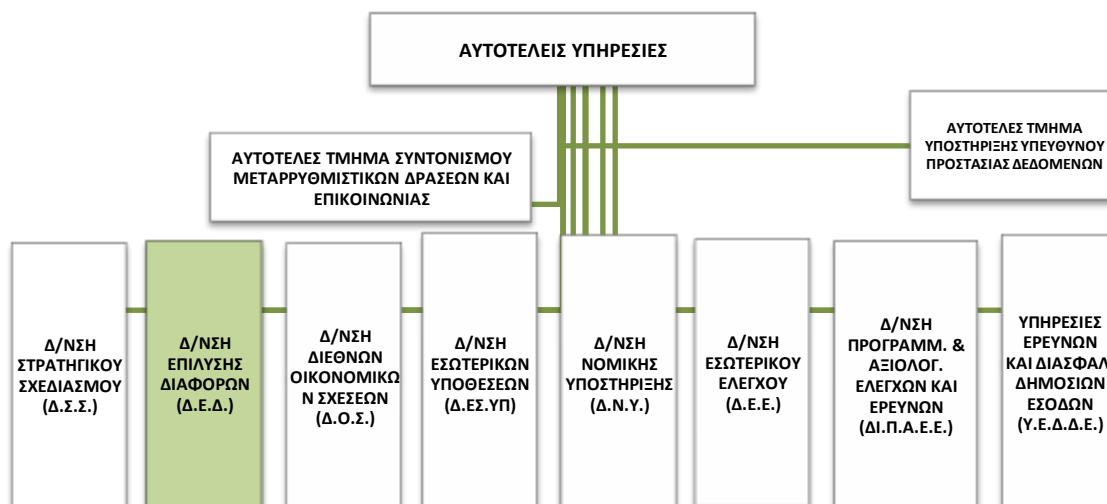 ΑΥΤΟΤΕΛΕΙΣ ΥΠΗΡΕΣΙΕΣ
ΑΥΤΟΤΕΛΕΣ ΤΜΗΜΑ
ΥΠΟΣΤΗΡΙΞΗΣ ΥΠΕΥΘΥΝΟΥ
ΠΡΟΣΤΑΣΙΑΣ ΔΕΔΟΜΕΝΩΝ
ΑΥΤΟΤΕΛΕΣ ΤΜΗΜΑ ΣΥΝΤΟΝΙΣΜΟΥ
ΜΕΤΑΡΡΥΘΜΙΣΤΙΚΩΝ ΔΡΑΣΕΩΝ ΚΑΙ
ΕΠΙΚΟΙΝΩΝΙΑΣ
Δ/ΝΣΗ
ΣΤΡΑΤΗΓΙΚΟΥ
ΣΧΕΔΙΑΣΜΟΥ
(Δ.Σ.Σ.)
Δ/ΝΣΗ
ΕΠΙΛΥΣΗΣ
ΔΙΑΦΟΡΩΝ
(Δ.Ε.Δ.)
Δ/ΝΣΗ
ΔΙΕΘΝΩΝ
ΟΙΚΟΝΟΜΙΚΩ
Ν ΣΧΕΣΕΩΝ
(Δ.Ο.Σ.)
Δ/ΝΣΗ
ΕΣΩΤΕΡΙΚΩΝ
ΥΠΟΘΕΣΕΩΝ
(Δ.ΕΣ.ΥΠ)
Δ/ΝΣΗ
ΝΟΜΙΚΗΣ
ΥΠΟΣΤΗΡΙΞΗΣ
(Δ.Ν.Υ.)
Δ/ΝΣΗ
ΕΣΩΤΕΡΙΚΟΥ
ΕΛΕΓΧΟΥ
(Δ.Ε.Ε.)
Δ/ΝΣΗ
ΠΡΟΓΡΑΜΜ. &
ΑΞΙΟΛΟΓ.
ΕΛΕΓΧΩΝ ΚΑΙ
ΕΡΕΥΝΩΝ
(ΔΙ.Π.Α.Ε.Ε.)
ΥΠΗΡΕΣΙΕΣ
ΕΡΕΥΝΩΝ
ΚΑΙ ΔΙΑΣΦΑΛ
ΔΗΜΟΣΙΩΝ
ΕΣΟΔΩΝ
(Υ.Ε.Δ.Δ.Ε.)